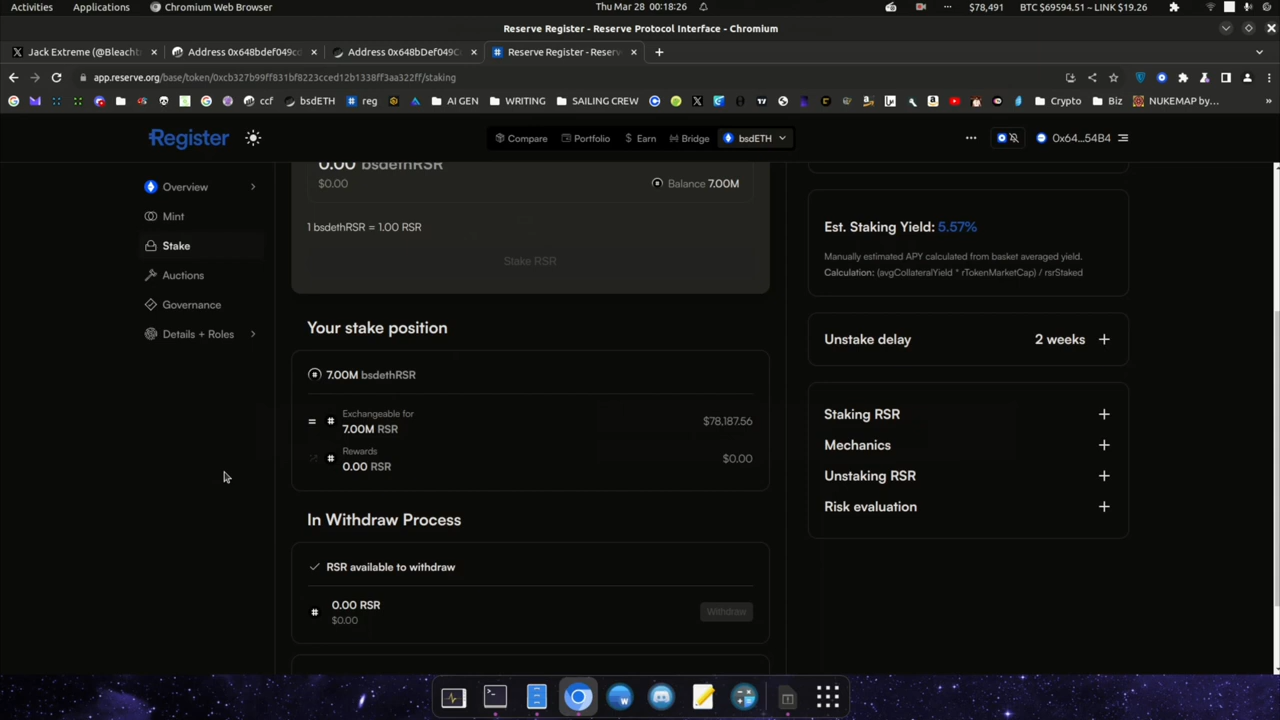 Activities
Applications
Chromium Web Browser
Thu Mar 28 00:18:26
$78,491
BTC $69594.51 ~ LINK $19.26
Reserve Register - Reserve Protocol Interface - Chromium
Jack Extreme (@Bleacht
Address 0x648bdef049cd
Address 0x648bDef049C
Reserve Register - Reserv
app.reserve.org/base/token/0xcb327b99ff831bf8223cced12b1338ff3aa322ff/staking
ccf
bsdETH
reg
AI GEN
WRITING
SAILING CREW
Crypto
Biz
NUKEMAP by...
Register
Compare
Portfolio
Earn
Bridge
bsdETH
0x64...54B4
Overview
Mint
Stake
Auctions
Governance
Details + Roles
0.00 bsdethRSR
$0.00
Balance 7.00M
1 bsdethRSR = 1.00 RSR
Stake RSR
Your stake position
7.00M bsdethRSR
Exchangeable for
7.00M RSR
$78,187.56
Rewards
0.00 RSR
$0.00
In Withdraw Process
RSR available to withdraw
0.00 RSR
$0.00
Withdraw
Est. Staking Yield: 5.57%
Manually estimated APY calculated from basket averaged yield.
Calculation: (avgCollateralYield * rTokenMarketCap) / rsrStaked
Unstake delay
2 weeks
Staking RSR
Mechanics
Unstaking RSR
Risk evaluation